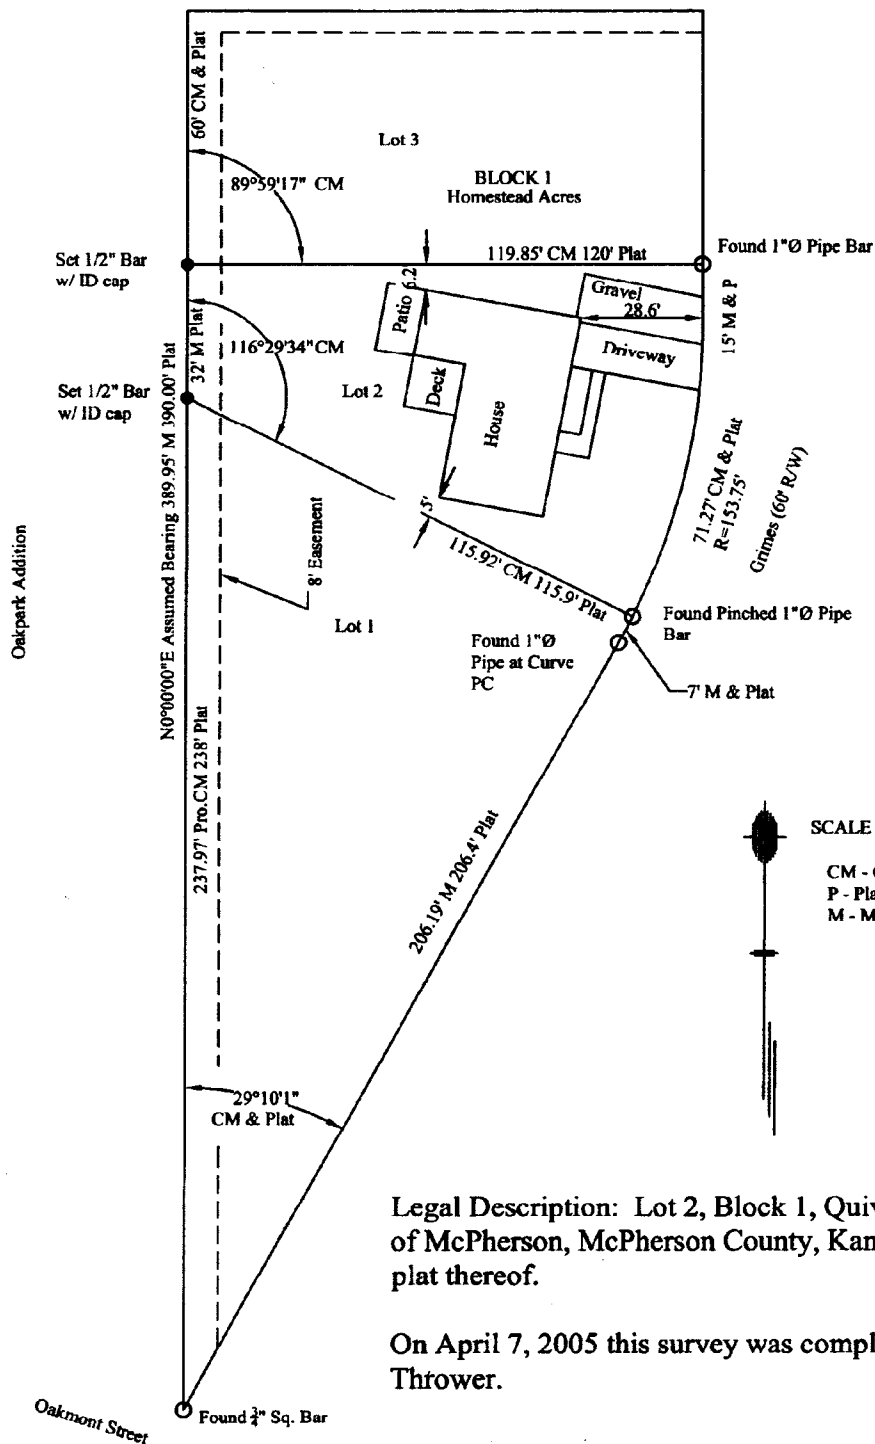 60' CM & Plat
Lot 3
89°59'17" CM
BLOCK 1
Homestead Acres
119.85' CM 120' Plat
Found 1"Ø Pipe Bar
Set 1/2" Bar
w/ ID cap
6.2
Patio
Gravel
28.6'
15' M & P
32' M Plat
116°29'34" CM
Driveway
Set 1/2" Bar
w/ ID cap
Lot 2
Deck
House
71.27' CM & Plat
R=153.75'
Grimes (60' R/W)
Oakpark Addition
N0°00'00"E Assumed Bearing 389.95' M 390.00' Plat
5'
115.92' CM 115.9' Plat
8' Easement
Lot 1
Found Pinched 1"Ø Pipe
Bar
Found 1"Ø
Pipe at Curve
PC
7' M & Plat
237.97' Pro.CM 238' Plat
206.19' M 206.4' Plat
SCALE
CM -
P - Pla
M - M
29°10'1"
CM & Plat
Legal Description: Lot 2, Block 1, Quiv
of McPherson, McPherson County, Kan
plat thereof.
On April 7, 2005 this survey was compl
Thrower.
Oakmont Street
Found ¾" Sq. Bar